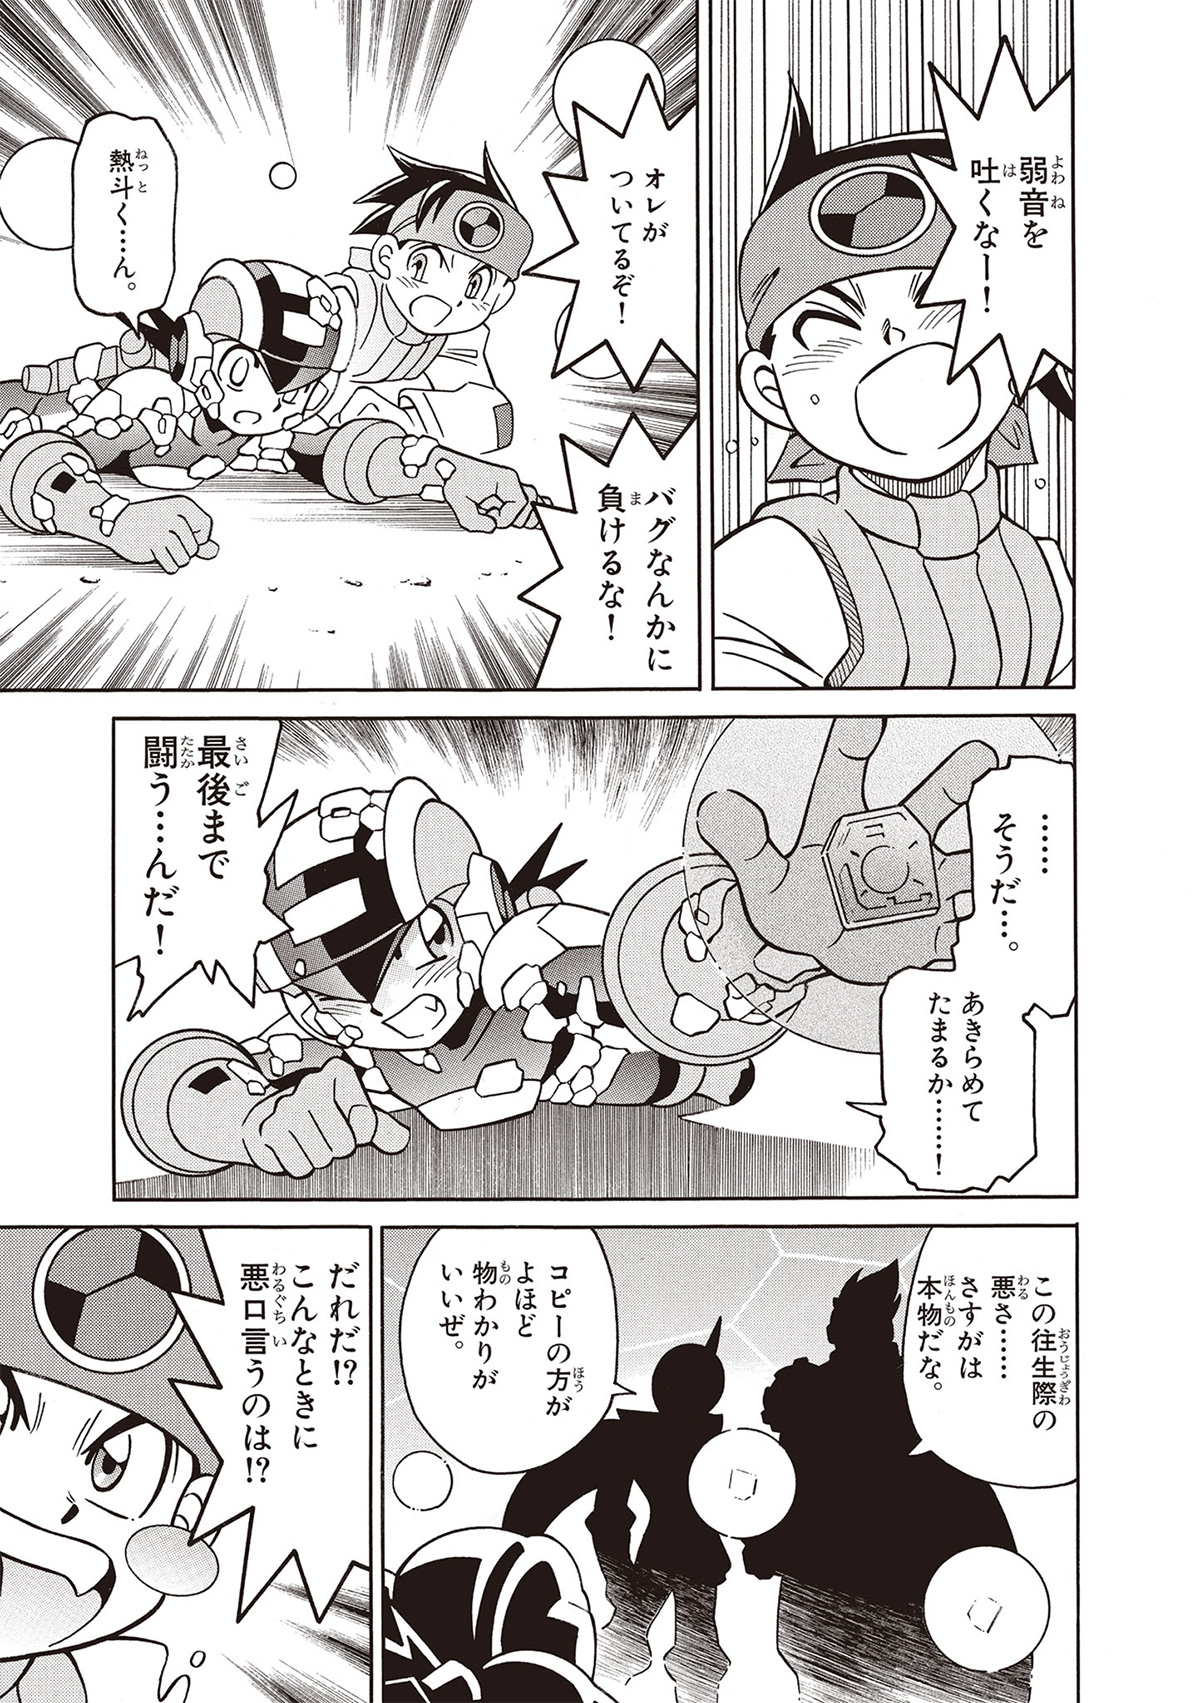 弱音を
吐くなー！
オレが
ついてるぞ！
バグなんかに
負けるな！
熱斗く…ん。
……
そうだ…。
あきらめて
たまるか………！
最後まで
闘う…んだ！
この往生際の
悪さ……
さすがは
本物だな。
コピーの方が
よほど
物わかりが
いいぜ。
だれだ!?
こんなときに
悪口言うのは!?